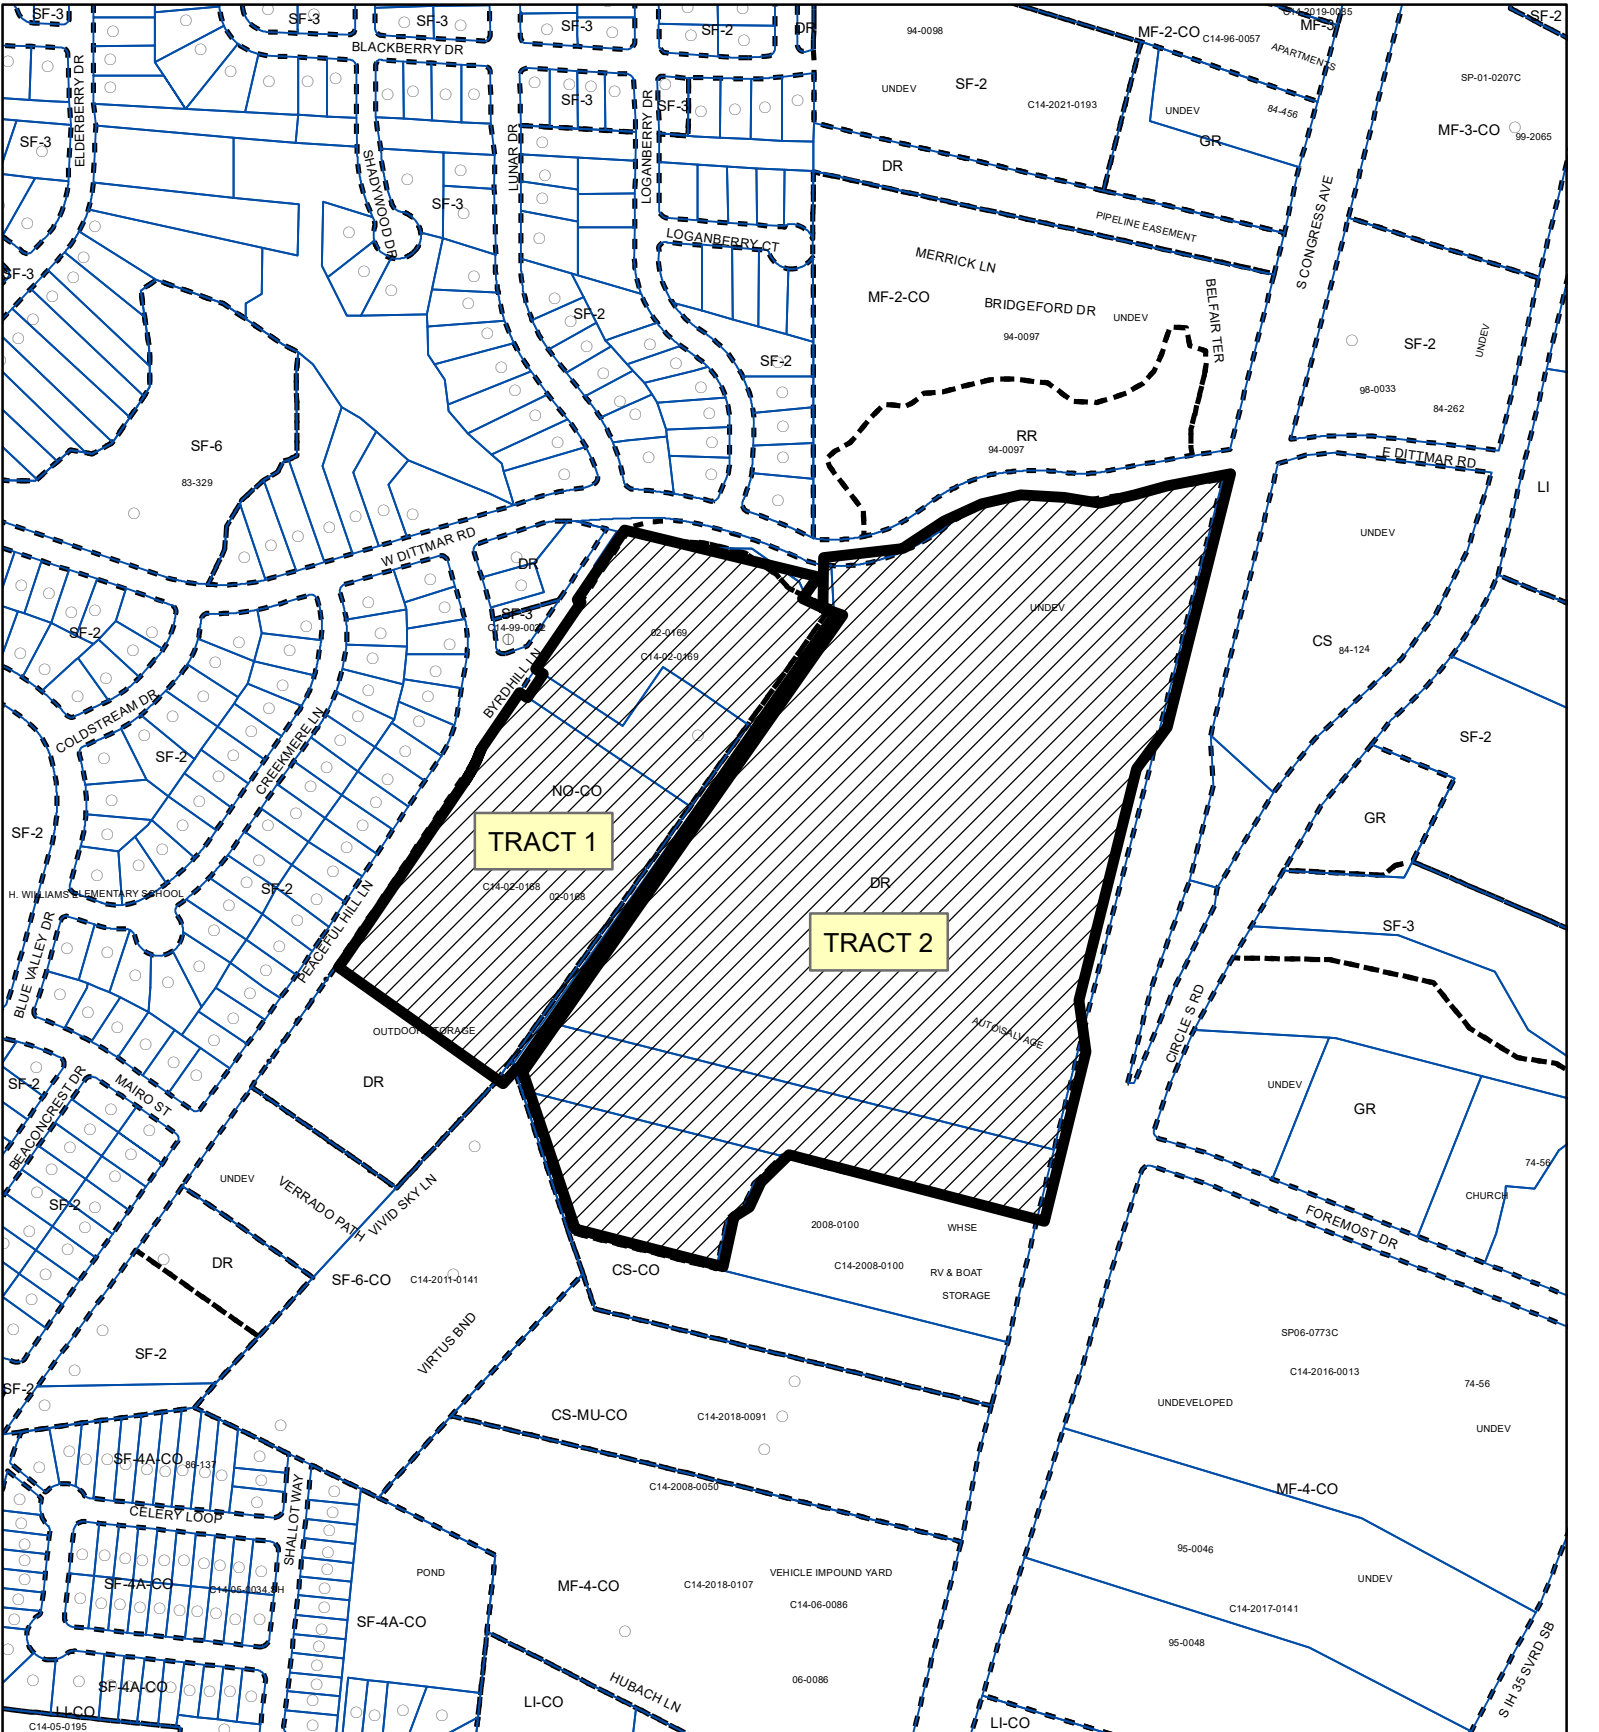 SF-3
SF-3
SF-3
SF-3
SF-2
DR
94-0098
MF-2-CO
C14-96-0057
C14-2019-0035
MF-3
SF-2
BLACKBERRY DR
APARTMENTS
SP-01-0207C
ELDERBERRY DR
UNDEV
SF-2
C14-2021-0193
UNDEV
84-456
SF-3
SF-3
MF-3-CO
99-2065
SF-3
GR
LUNAR DR
LOGANBERRY DR
SHADYWOOD DR
DR
SF-3
PIPELINE EASEMENT
S CONGRESS AVE
LOGANBERRY CT
MERRICK LN
SF-3
MF-2-CO
BRIDGEFORD DR
UNDEV
BELFAIR TER
SF-2
94-0097
SF-2
UNDEV
SF-2
98-0033
84-262
SF-6
RR
94-0097
E DITTMAR RD
83-329
LI
W DITTMAR RD
UNDEV
DR
SF-3
C14-99-0022
UNDEV
SF-2
02-0169
CS
84-124
C14-02-0169
BYRDHILL LN
COLDSTREAM DR
SF-2
CREEKMERE LN
SF-2
NO-CO
SF-2
TRACT 1
GR
H. WILLIAMS ELEMENTARY SCHOOL
SF-2
C14-02-0168
02-0168
DR
TRACT 2
SF-3
PEACEFUL HILL LN
BLUE VALLEY DR
OUTDOOR STORAGE
AUTO SALVAGE
CIRCLE S RD
SF-2
MAIRO ST
DR
UNDEV
GR
BEACONCREST DR
74-56
UNDEV
VERRADO PATH
VIVID SKY LN
CHURCH
SF-2
2008-0100
WHSE
FOREMOST DR
DR
SF-6-CO
C14-2011-0141
CS-CO
C14-2008-0100
RV & BOAT
STORAGE
SP06-0773C
VIRTUS BND
SF-2
C14-2016-0013
SF-2
74-56
UNDEVELOPED
CS-MU-CO
C14-2018-0091
UNDEV
SF-4A-CO
86-137
C14-2008-0050
MF-4-CO
CELERY LOOP
SHALLOT WAY
95-0046
POND
VEHICLE IMPOUND YARD
UNDEV
SF-4A-CO
C14-05-0034.SH
MF-4-CO
C14-2018-0107
C14-06-0086
C14-2017-0141
SF-4A-CO
95-0048
S IH 35 SVRD SB
SF-4A-CO
HUBACH LN
06-0086
LI-CO
LI-CO
LI-CO
C14-05-0195